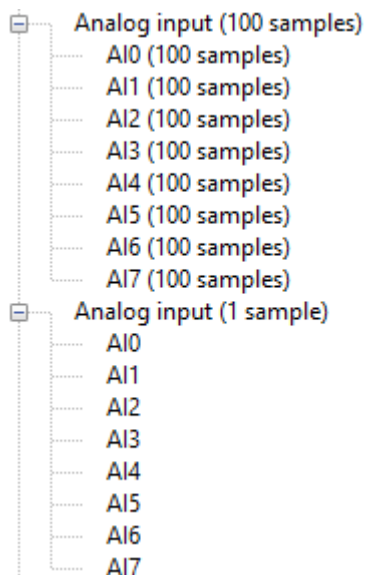 Analog input (100 samples)
AI0 (100 samples)
AI1 (100 samples)
AI2 (100 samples)
AI3 (100 samples)
AI4 (100 samples)
AI5 (100 samples)
AI6 (100 samples)
AI7 (100 samples)
Analog input (1 sample)
AI0
AI1
AI2
AI3
AI4
AI5
AI6
AI7